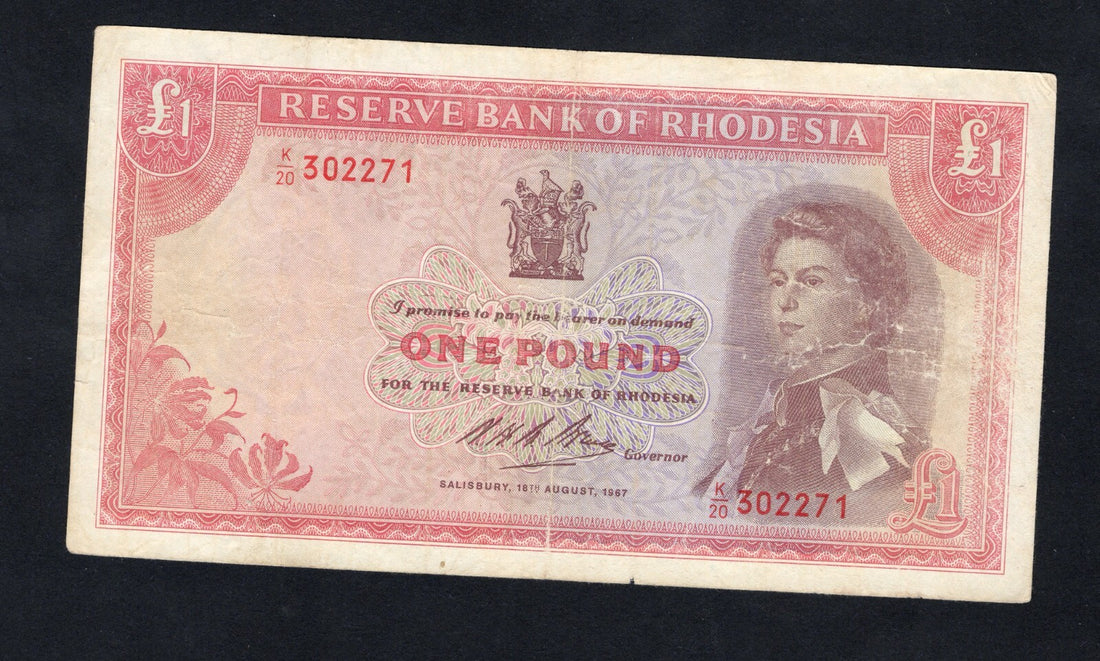 £1
RESERVE BANK OF RHODESIA
£1
K/20 302271
I promise to pay the bearer on demand
ONE POUND
FOR THE RESERVE BANK OF RHODESIA
Governor
SALISBURY, 18TH AUGUST, 1967
K/20 302271
£1